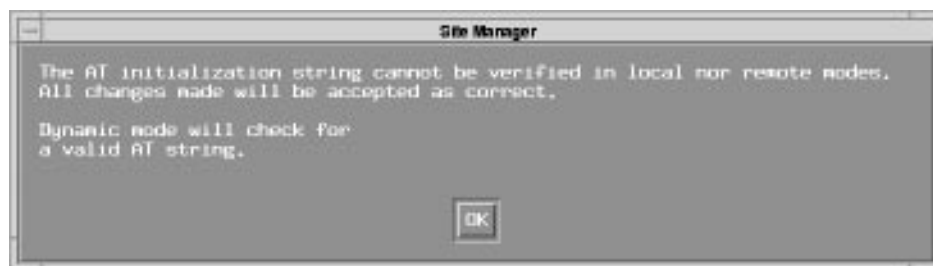 Site Manager
The AT initialization string cannot be verified in local nor remote modes.
All changes made will be accepted as correct.
Dynamic mode will check for
a valid AT string.
OK